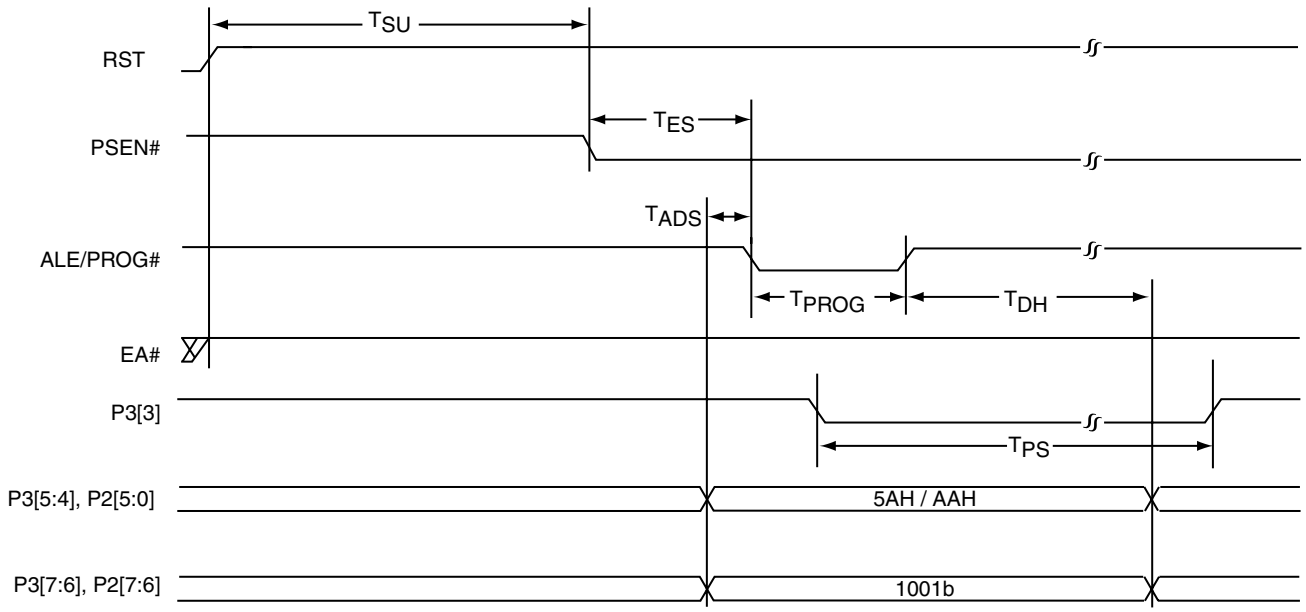 TSU
RST
TES
PSEN#
TADS
ALE/PROG#
TPROG
TDH
EA#
P3[3]
TPS
P3[5:4], P2[5:0]
5AH / AAH
P3[7:6], P2[7:6]
1001b